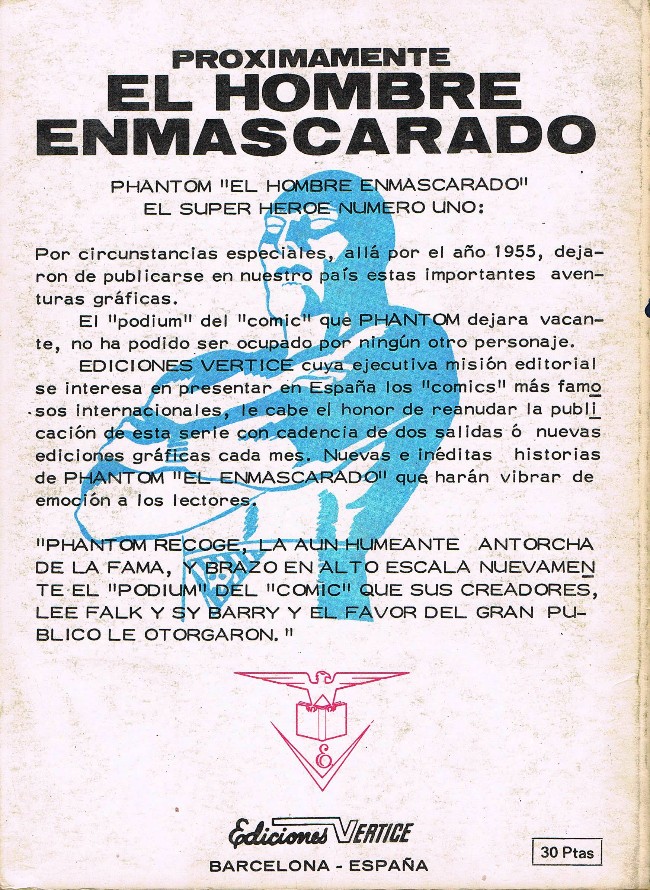 PROXIMAMENTE
EL HOMBRE
ENMASCARADO
PHANTOM "EL HOMBRE ENMASCARADO"
EL SUPER HEROE NUMERO UNO:
Por circunstancias especiales, allá por el año 1955, deja-
ron de publicarse en nuestro país estas importantes aven-
turas gráficas.
El "podium" del "comic" que PHANTOM dejara vacan-
te, no ha podido ser ocupado por ningún otro personaje.
EDICIONES VERTICE cuya ejecutiva misión editorial
se interesa en presentar en España los "comics" más famo
sos internacionales, le cabe el honor de reanudar la publi
cación de esta serie con cadencia de dos salidas ó nuevas
ediciones gráficas cada mes. Nuevas e inéditas historias
de PHANTOM "EL ENMASCARADO" que harán vibrar de
emoción a los lectores.
"PHANTOM RECOGE, LA AUN HUMEANTE ANTORCHA
DE LA FAMA, Y BRAZO EN ALTO ESCALA NUEVAMEN
TE EL "PODIUM" DEL "COMIC" QUE SUS CREADORES,
LEE FALK Y SY BARRY Y EL FAVOR DEL GRAN PU-
BLICO LE OTORGARON."
E
Ediciones VERTICE
BARCELONA - ESPAÑA
30 Ptas